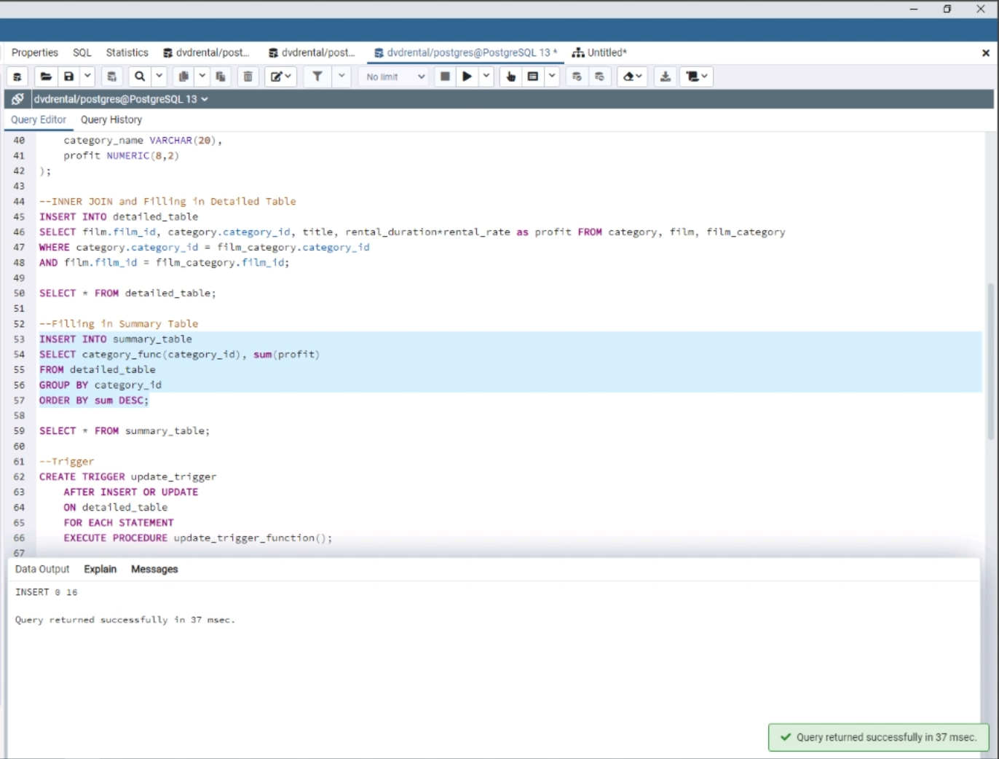 Properties SQL Statistics dvdrental/post... dvdrental/post... dvdrental/postgres@PostgreSQL 13 * Untitled*
No limit
dvdrental/postgres@PostgreSQL 13
Query Editor Query History
40 category_name VARCHAR(20),
41 profit NUMERIC(8,2)
42 );
43
44 --INNER JOIN and Filling in Detailed Table
45 INSERT INTO detailed_table
46 SELECT film.film_id, category.category_id, title, rental_duration*rental_rate as profit FROM category, film, film_category
47 WHERE category.category_id = film_category.category_id
48 AND film.film_id = film_category.film_id;
49
50 SELECT * FROM detailed_table;
51
52 --Filling in Summary Table
53 INSERT INTO summary_table
54 SELECT category_func(category_id), sum(profit)
55 FROM detailed_table
56 GROUP BY category_id
57 ORDER BY sum DESC;
58
59 SELECT * FROM summary_table;
60
61 --Trigger
62 CREATE TRIGGER update_trigger
63 AFTER INSERT OR UPDATE
64 ON detailed_table
65 FOR EACH STATEMENT
66 EXECUTE PROCEDURE update_trigger_function();
67
Data Output Explain Messages
INSERT 0 16
Query returned successfully in 37 msec.
Query returned successfully in 37 msec.